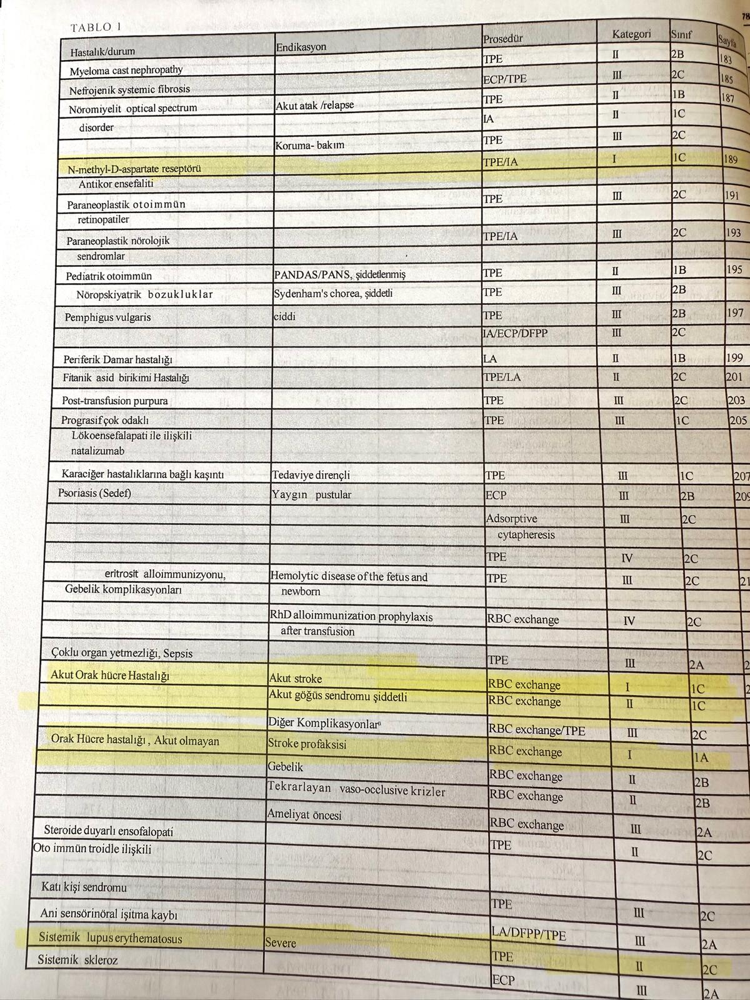 78
TABLO 1
Hastalık/durum Endikasyon Prosedür Kategori Sınıf Sayfa
Myeloma cast nephropathy TPE II 2B 183
Nefrojenik systemic fibrosis ECP/TPE III 2C 185
Nöromiyelit optical spectrum Akut atak /relapse TPE II 1B 187
disorder IA II 1C
Koruma- bakım TPE III 2C
N-methyl-D-aspartate reseptörü TPE/IA I 1C 189
Antikor ensefaliti
Paraneoplastik otoimmün TPE III 2C 191
retinopatiler
Paraneoplastik nörolojik TPE/IA III 2C 193
sendromlar
Pediatrik otoimmün PANDAS/PANS, şiddetlenmiş TPE II 1B 195
Nöropskiyatrik bozukluklar Sydenham's chorea, şiddetli TPE III 2B
Pemphigus vulgaris ciddi TPE III 2B 197
IA/ECP/DFPP III 2C
Periferik Damar hastalığı LA II 1B 199
Fitanik asid birikimi Hastalığı TPE/LA II 2C 201
Post-transfusion purpura TPE III 2C 203
Prograsif çok odaklı TPE III 1C 205
Lökoensefalapati ile ilişkili
natalizumab
Karaciğer hastalıklarına bağlı kaşıntı Tedaviye dirençli TPE III 1C 207
Psoriasis (Sedef) Yaygın pustular ECP III 2B 209
Adsorptive III 2C
cytapheresis
TPE IV 2C
eritrosit alloimmunizyonu, Hemolytic disease of the fetus and TPE III 2C 21
Gebelik komplikasyonları newborn
RhD alloimmunization prophylaxis RBC exchange IV 2C
after transfusion
Çoklu organ yetmezliği, Sepsis TPE III 2A 2
Akut Orak hücre Hastalığı Akut stroke RBC exchange I 1C 2
Akut göğüs sendromu şiddetli RBC exchange II 1C
Diğer Komplikasyonlarª RBC exchange/TPE III 2C
Orak Hücre hastalığı , Akut olmayan Stroke profaksisi RBC exchange I 1A
Gebelik RBC exchange II 2B
Tekrarlayan vaso-occlusive krizler RBC exchange II 2B
Ameliyat öncesi RBC exchange III 2A
Steroide duyarlı ensofalopati TPE II 2C
Oto immün troidle ilişkili
Katı kişi sendromu TPE III 2C
Ani sensörinöral işitma kaybı LA/DFPP/TPE III 2A
Sistemik lupus erythematosus Severe TPE II 2C
Sistemik skleroz ECP III 2A